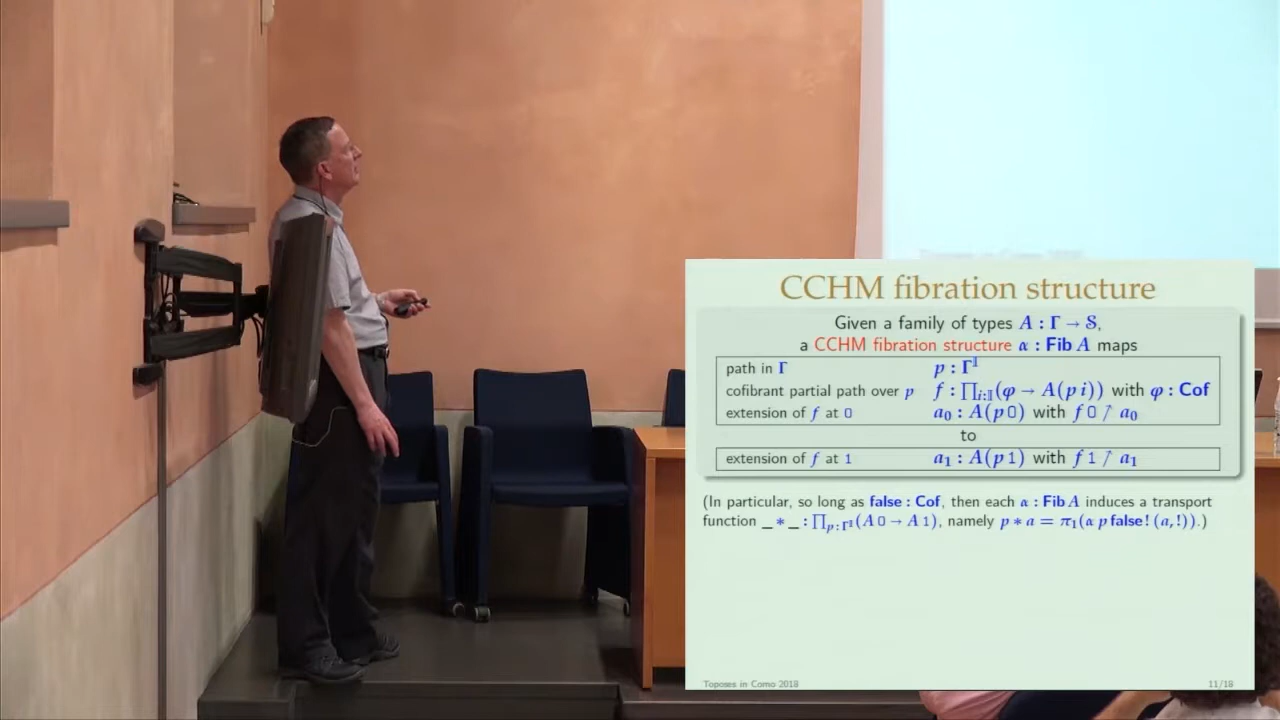 CCHM fibration structure
Given a family of types A : Γ → S,
a CCHM fibration structure α : Fib A maps
path in Γ p : Γ^𝕀
cofibrant partial path over p f : ∏_{i:𝕀}(φ → A(p i)) with φ : Cof
extension of f at 0 a₀ : A(p 0) with f 0 ↗ a₀
to
extension of f at 1 a₁ : A(p 1) with f 1 ↗ a₁
(In particular, so long as false : Cof, then each α : Fib A induces a transport
function _ * _ : ∏_{p:Γ^𝕀}(A 0 → A 1), namely p * a = π₁(α p false! (a,!)).)
Toposes in Como 2018 11/18